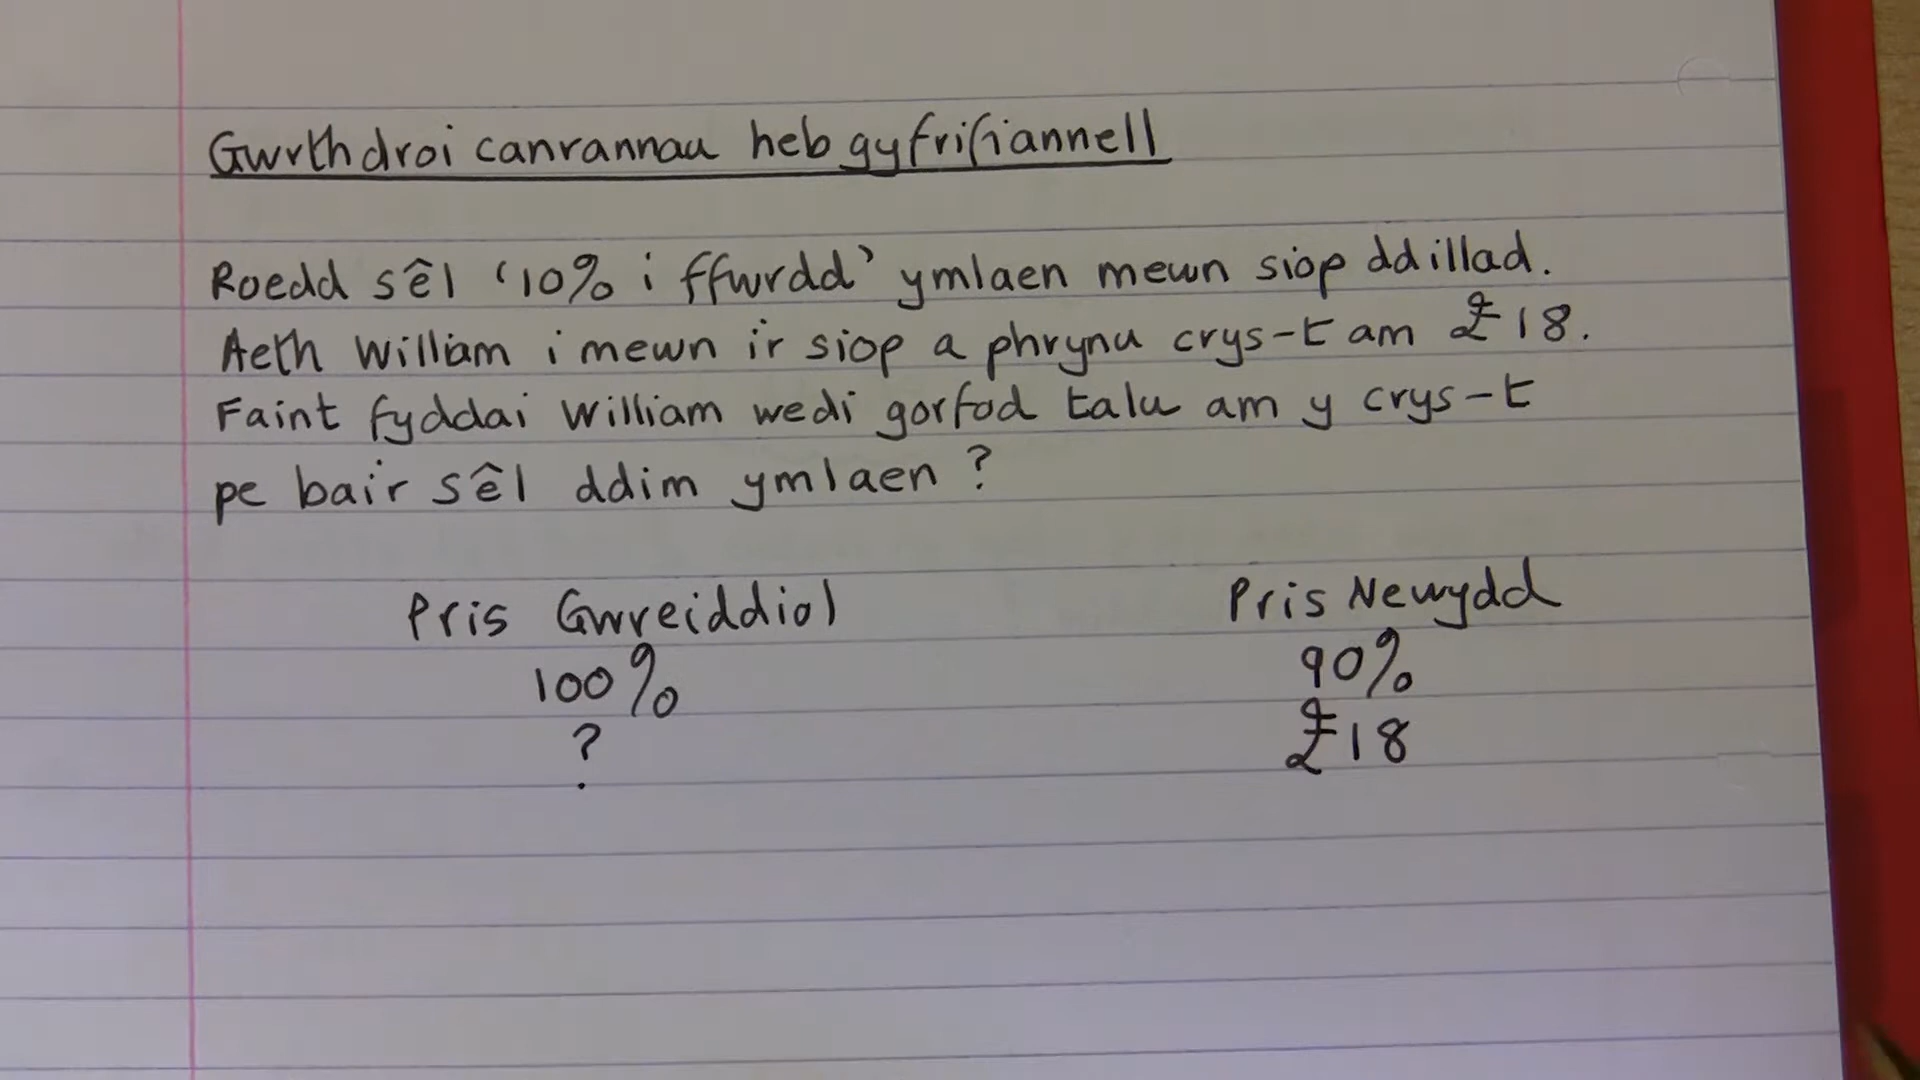 Gwrthdroi canrannau heb gyfrifiannell
Roedd sêl '10% i ffwrdd' ymlaen mewn siop ddillad.
Aeth William i mewn i'r siop a phrynu crys-t am £18.
Faint fyddai William wedi gorfod talu am y crys-t
pe bai'r sêl ddim ymlaen?
Pris Gwreiddiol
100%
?
Pris Newydd
90%
£18